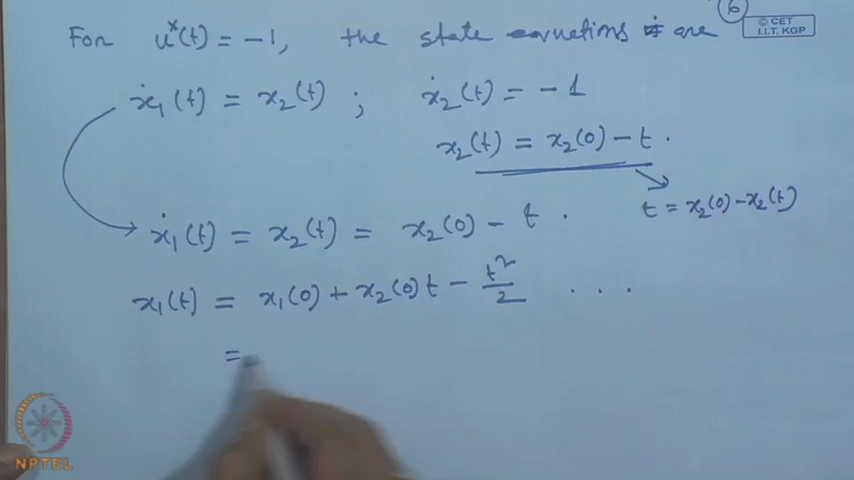 6
© CET
I.I.T. KGP
For u*(t) = -1, the state equations are
ẋ₁(t) = x₂(t) ; ẋ₂(t) = -1
x₂(t) = x₂(0) - t.
t = x₂(0) - x₂(t)
ẋ₁(t) = x₂(t) = x₂(0) - t.
x₁(t) = x₁(0) + x₂(0)t - t²/2 ...
=
NPTEL